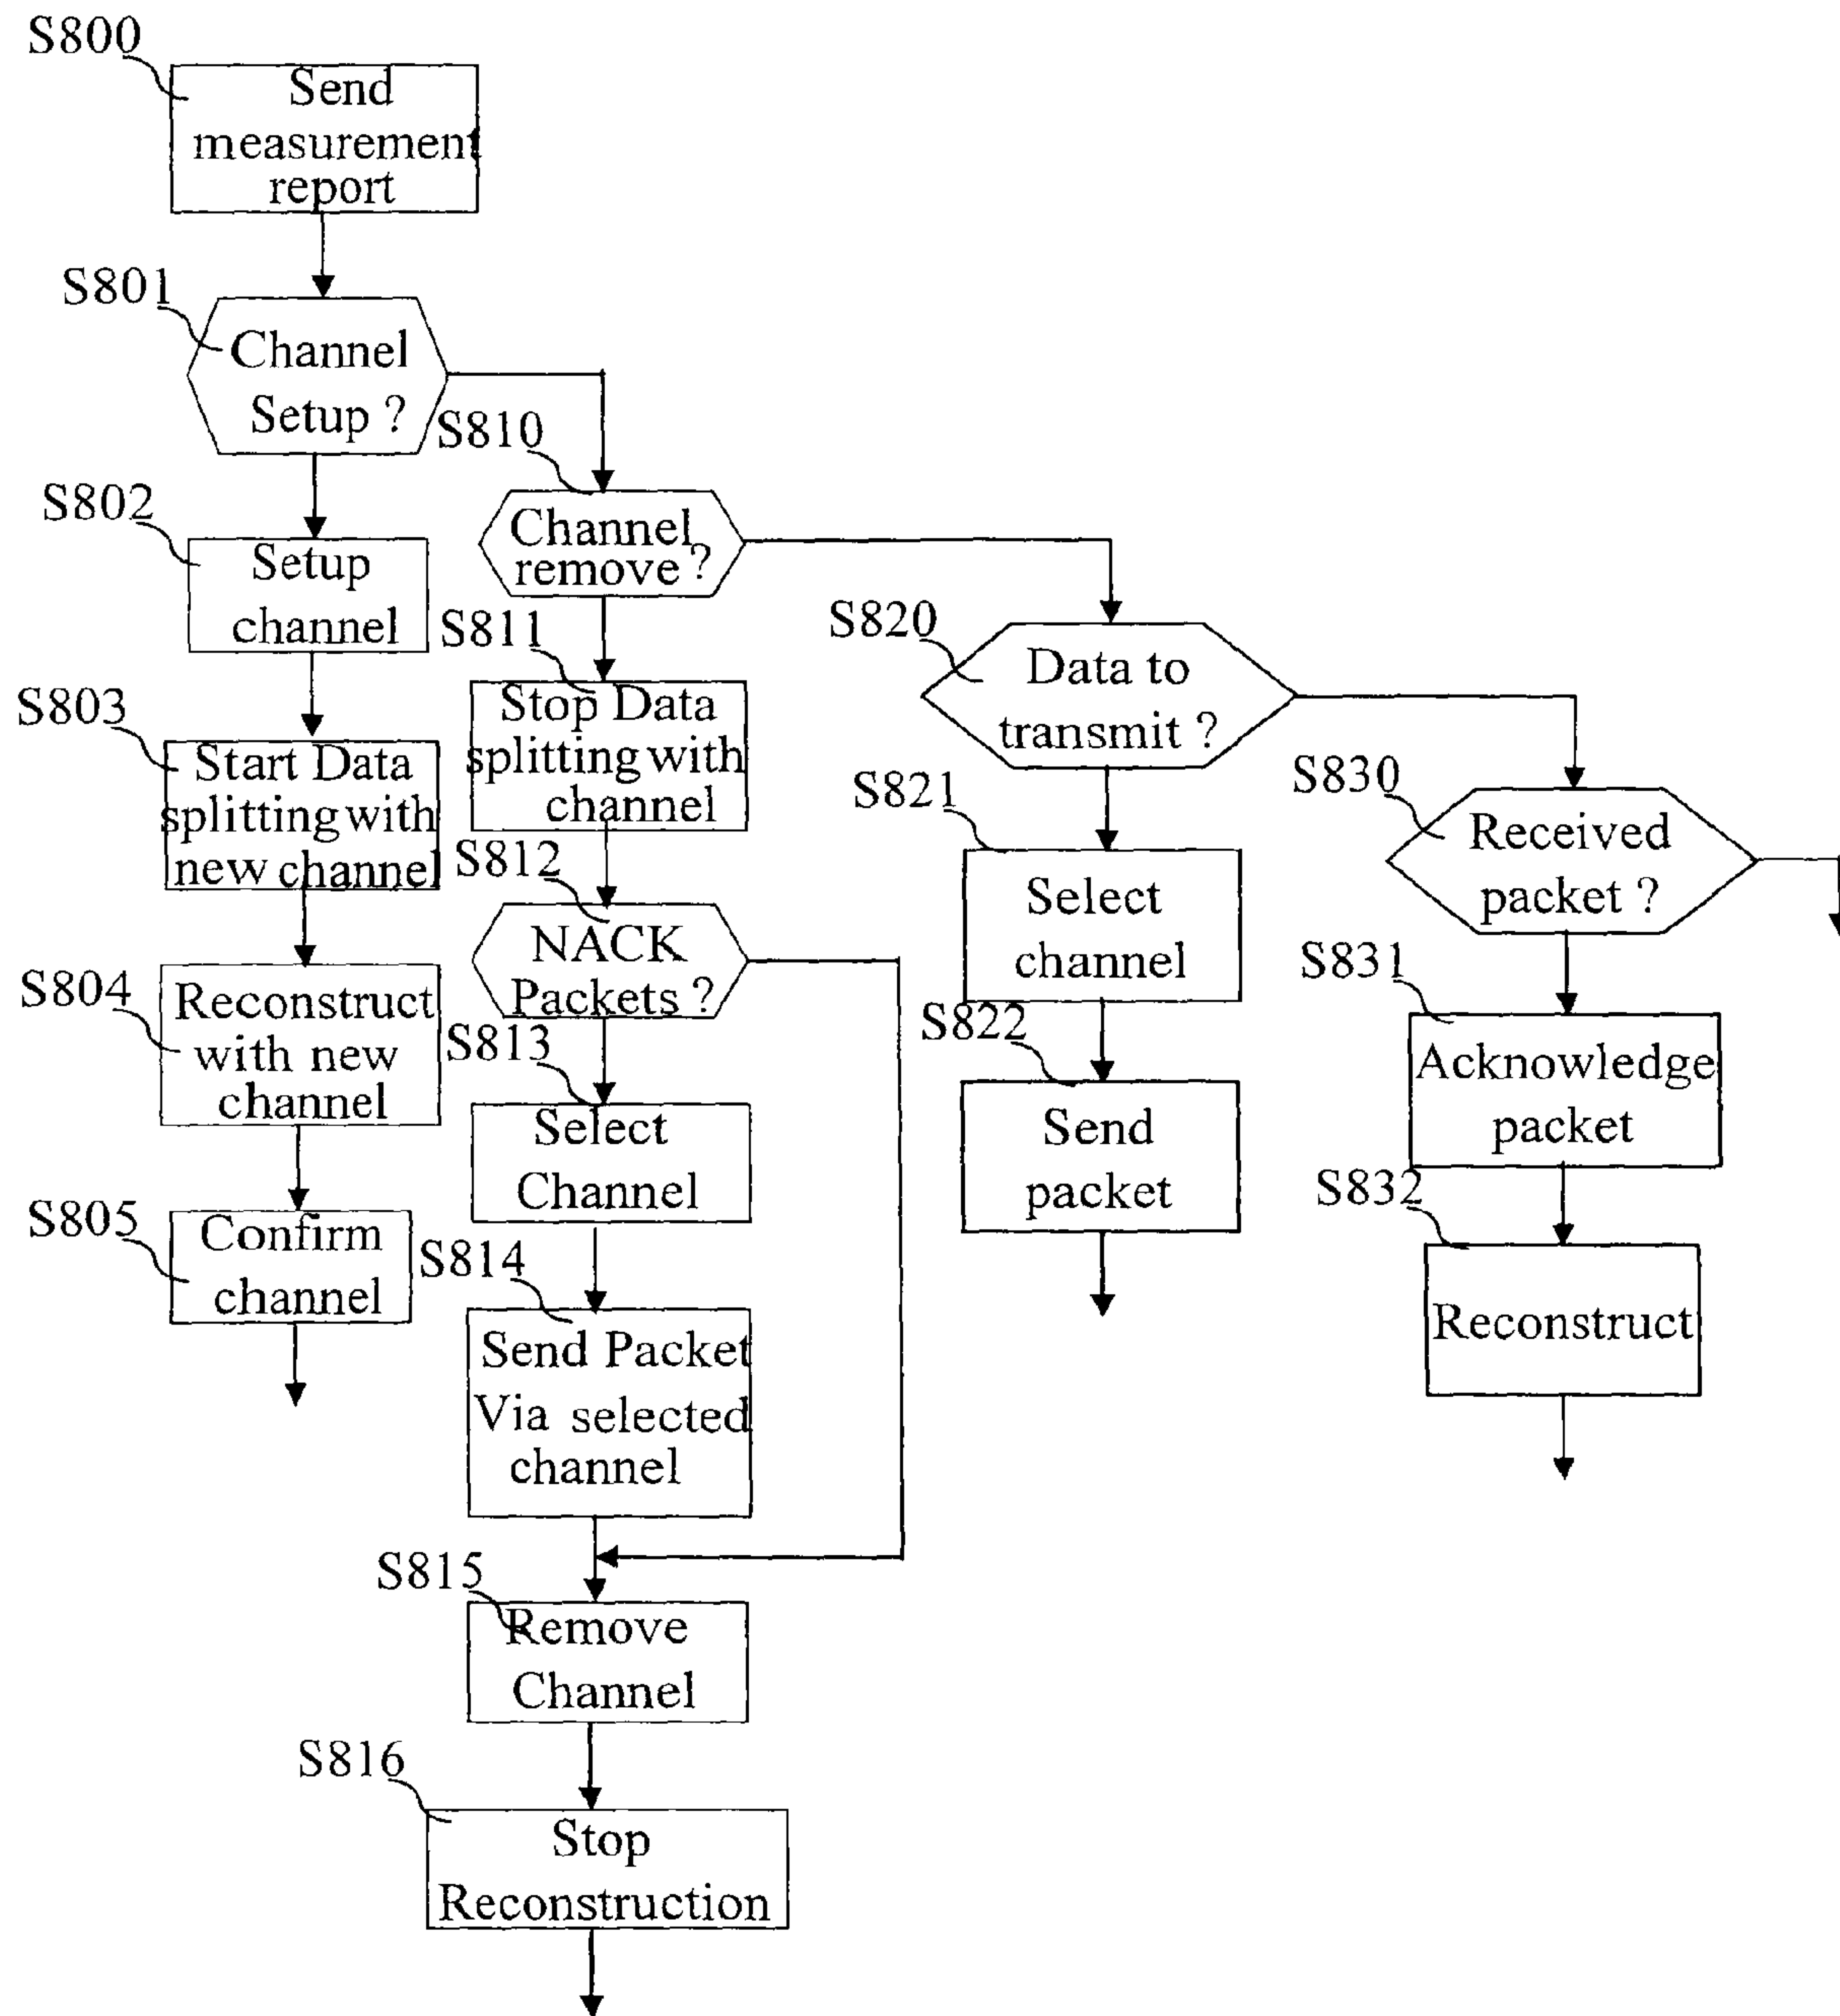 S800
Send
measurement
report
S801
Channel
Setup ?
S802
Setup
channel
S803
Start Data
splitting with
new channel
S804
Reconstruct
with new
channel
S805
Confirm
channel
S810
Channel
remove ?
S811
Stop Data
splitting with
channel
S812
NACK
Packets ?
S813
Select
Channel
S814
Send Packet
Via selected
channel
S815
Remove
Channel
S816
Stop
Reconstruction
S820
Data to
transmit ?
S821
Select
channel
S822
Send
packet
S830
Received
packet ?
S831
Acknowledge
packet
S832
Reconstruct